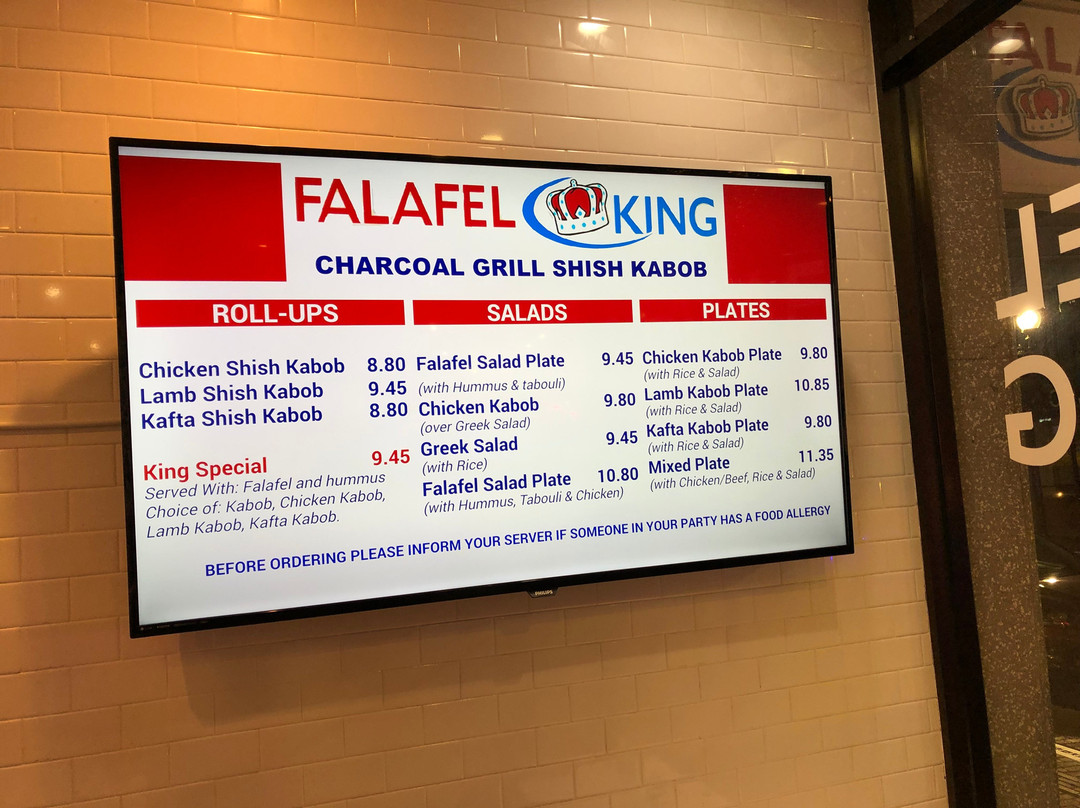 FALAFEL KING
CHARCOAL GRILL SHISH KABOB
ROLL-UPS
Chicken Shish Kabob 8.80
Lamb Shish Kabob 9.45
Kafta Shish Kabob 8.80
King Special 9.45
Served With: Falafel and hummus
Choice of: Kabob, Chicken Kabob,
Lamb Kabob, Kafta Kabob.
SALADS
Falafel Salad Plate 9.45
(with Hummus & tabouli)
Chicken Kabob 9.80
(over Greek Salad)
Greek Salad 9.45
(with Rice)
Falafel Salad Plate 10.80
(with Hummus, Tabouli & Chicken)
PLATES
Chicken Kabob Plate 9.80
(with Rice & Salad)
Lamb Kabob Plate 10.85
(with Rice & Salad)
Kafta Kabob Plate 9.80
(with Rice & Salad)
Mixed Plate 11.35
(with Chicken/Beef, Rice & Salad)
BEFORE ORDERING PLEASE INFORM YOUR SERVER IF SOMEONE IN YOUR PARTY HAS A FOOD ALLERGY
PHILIPS
FAL
EL
G